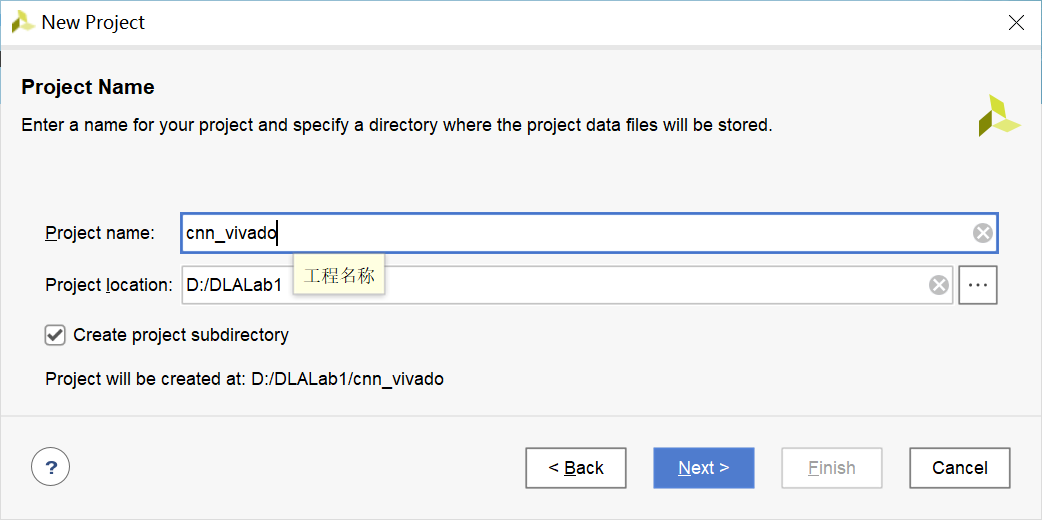 New Project
Project Name
Enter a name for your project and specify a directory where the project data files will be stored.
Project name: cnn_vivado
工程名称
Project location: D:/DLALab1 ...
Create project subdirectory
Project will be created at: D:/DLALab1/cnn_vivado
? < Back Next > Finish Cancel